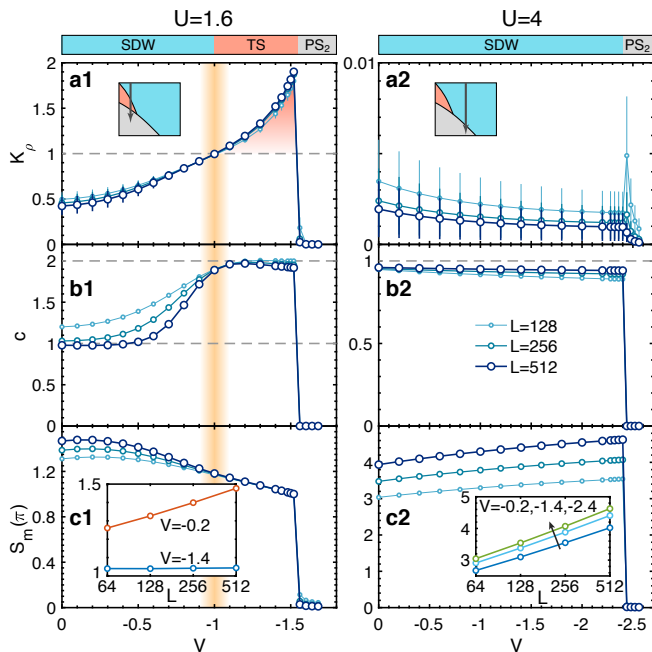 U=1.6
U=4
SDW TS PS₂
SDW PS₂
a1
K_ρ
2
1.5
1
0.5
0
a2
0.01
0
b1
c
2
1
0
b2
1
0.5
0
L=128
L=256
L=512
c1
S_m(π)
1.2
0.8
0.4
0
1.5
1
V=-0.2
V=-1.4
64 128 256 512
L
0 -0.5 -1 -1.5
V
c2
4
3
2
1
0
V=-0.2,-1.4,-2.4
5
4
3
64 128 256 512
L
0 -0.5 -1 -1.5 -2 -2.5
V